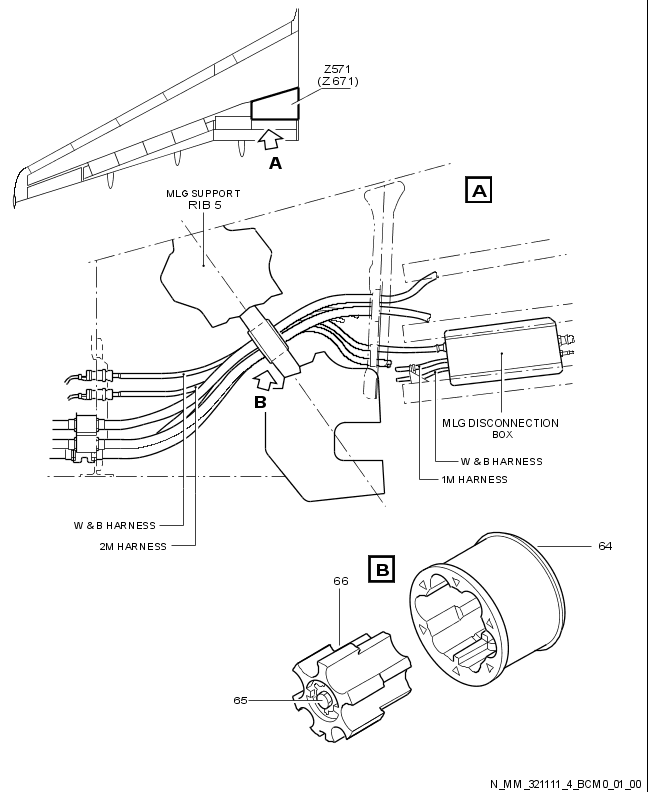 Z571
(Z671)
A
A
MLG SUPPORT
RIB 5
B
MLG DISCONNECTION
BOX
W & B HARNESS
1M HARNESS
W & B HARNESS
2M HARNESS
B
64
66
65
N_MM_321111_4_BCM0_01_00